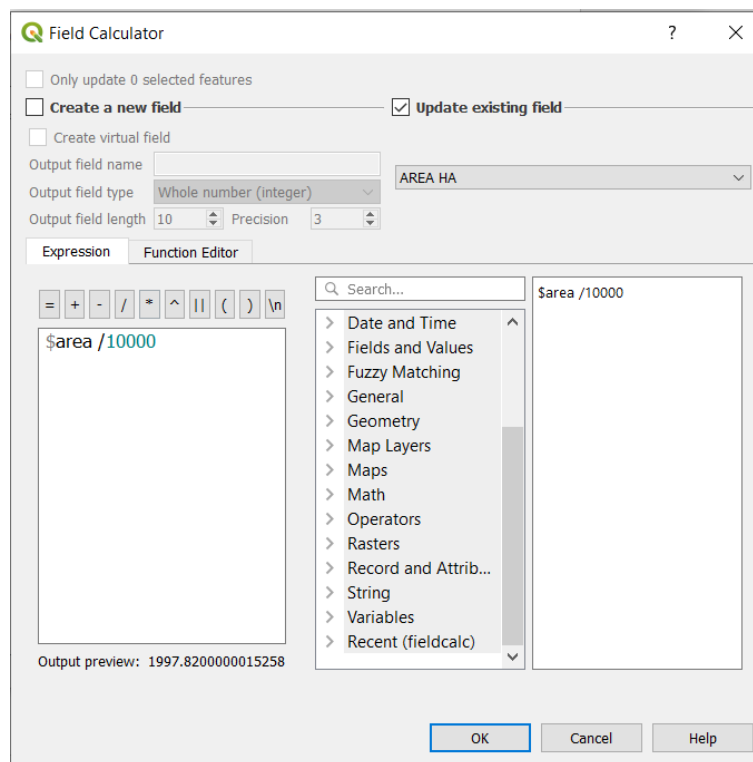 Field Calculator
Only update 0 selected features
Create a new field
Update existing field
Create virtual field
Output field name
AREA HA
Output field type Whole number (integer)
Output field length 10 Precision 3
Expression Function Editor
= + - / * ^ || ( ) \n
Search...
$area /10000
$area /10000
Date and Time
Fields and Values
Fuzzy Matching
General
Geometry
Map Layers
Maps
Math
Operators
Rasters
Record and Attrib...
String
Variables
Recent (fieldcalc)
Output preview: 1997.8200000015258
OK Cancel Help